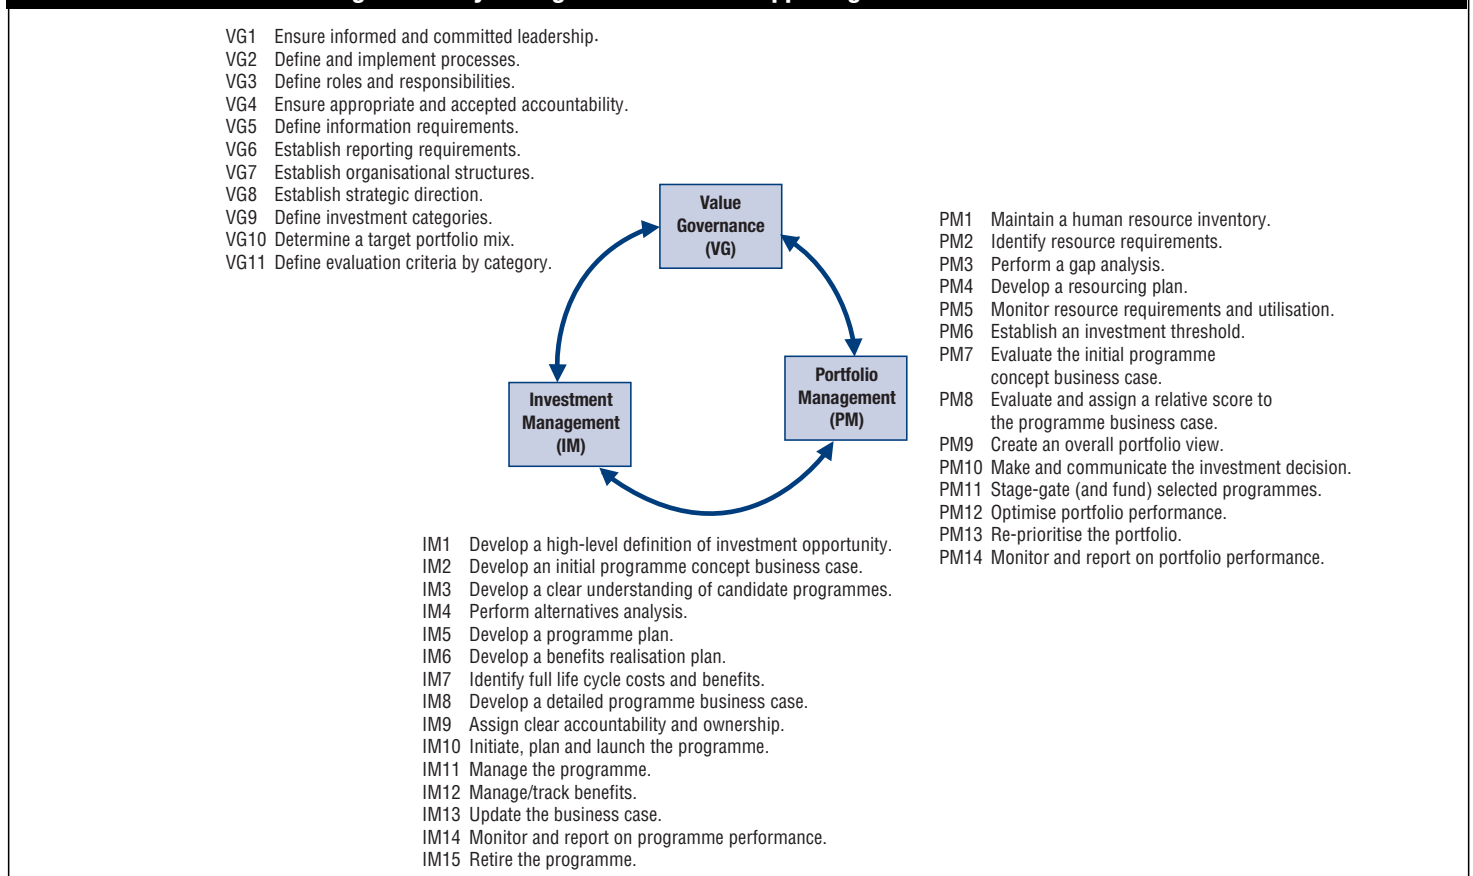 VG1 Ensure informed and committed leadership.
VG2 Define and implement processes.
VG3 Define roles and responsibilities.
VG4 Ensure appropriate and accepted accountability.
VG5 Define information requirements.
VG6 Establish reporting requirements.
VG7 Establish organisational structures.
VG8 Establish strategic direction.
VG9 Define investment categories.
VG10 Determine a target portfolio mix.
VG11 Define evaluation criteria by category.
Value
Governance
(VG)
PM1 Maintain a human resource inventory.
PM2 Identify resource requirements.
PM3 Perform a gap analysis.
PM4 Develop a resourcing plan.
PM5 Monitor resource requirements and utilisation.
PM6 Establish an investment threshold.
PM7 Evaluate the initial programme
concept business case.
PM8 Evaluate and assign a relative score to
the programme business case.
PM9 Create an overall portfolio view.
PM10 Make and communicate the investment decision.
PM11 Stage-gate (and fund) selected programmes.
PM12 Optimise portfolio performance.
PM13 Re-prioritise the portfolio.
PM14 Monitor and report on portfolio performance.
Portfolio
Management
(PM)
Investment
Management
(IM)
IM1 Develop a high-level definition of investment opportunity.
IM2 Develop an initial programme concept business case.
IM3 Develop a clear understanding of candidate programmes.
IM4 Perform alternatives analysis.
IM5 Develop a programme plan.
IM6 Develop a benefits realisation plan.
IM7 Identify full life cycle costs and benefits.
IM8 Develop a detailed programme business case.
IM9 Assign clear accountability and ownership.
IM10 Initiate, plan and launch the programme.
IM11 Manage the programme.
IM12 Manage/track benefits.
IM13 Update the business case.
IM14 Monitor and report on programme performance.
IM15 Retire the programme.